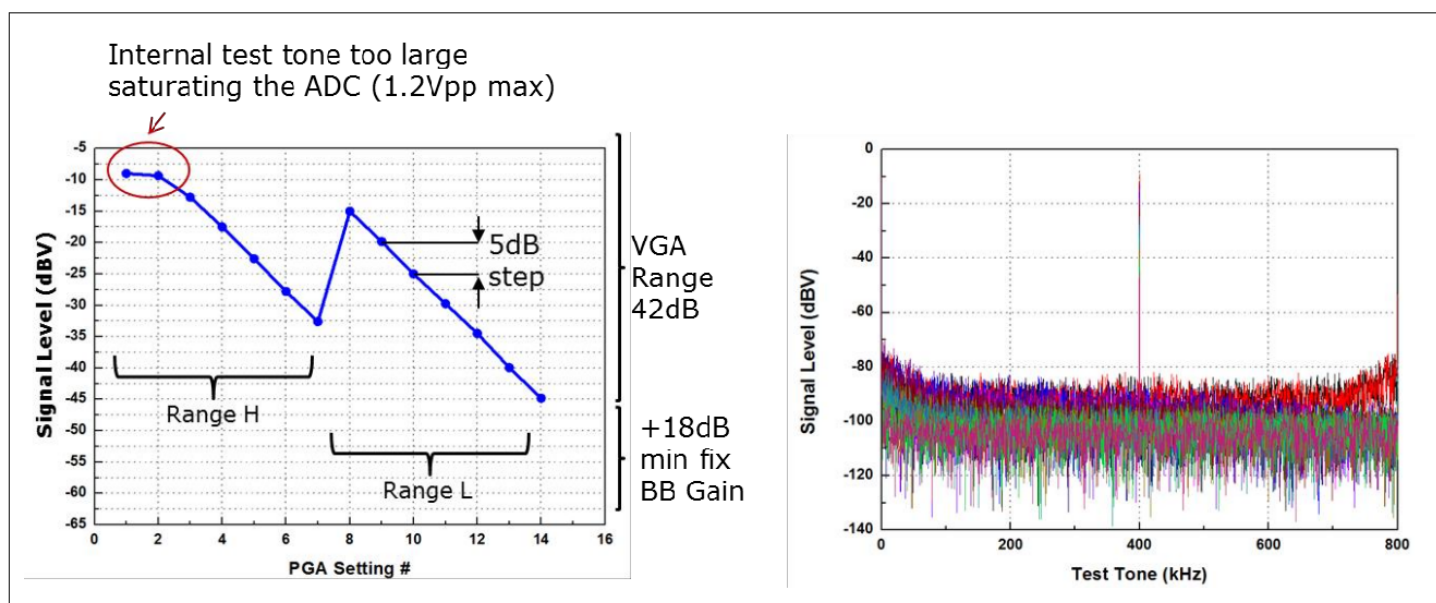 Internal test tone too large
saturating the ADC (1.2Vpp max)
Signal Level (dBV)
-5
-10
-15
-20
-25
-30
-35
-40
-45
-50
-55
-60
-65
0
2
4
6
8
10
12
14
16
PGA Setting #
Range H
Range L
5dB
step
VGA
Range
42dB
+18dB
min fix
BB Gain
Signal Level (dBV)
0
-20
-40
-60
-80
-100
-120
-140
0
200
400
600
800
Test Tone (kHz)